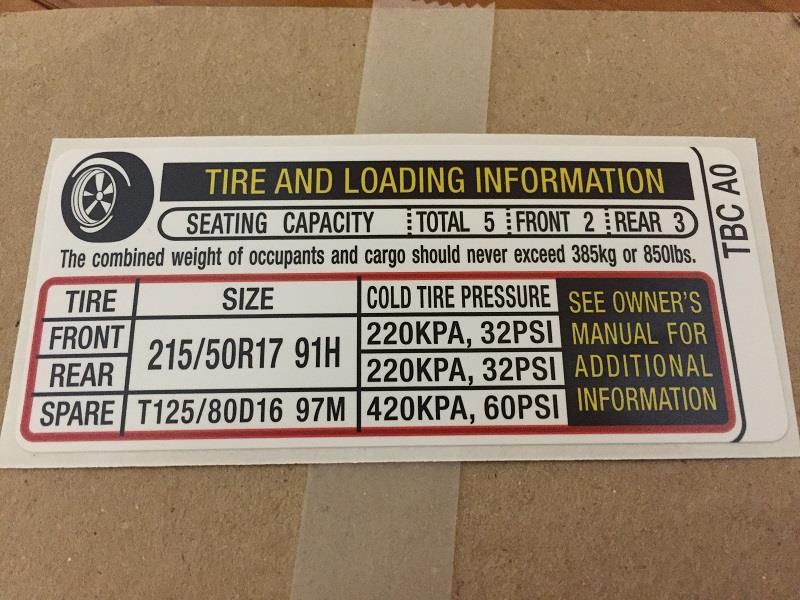 TIRE AND LOADING INFORMATION
SEATING CAPACITY TOTAL 5 FRONT 2 REAR 3
The combined weight of occupants and cargo should never exceed 385kg or 850lbs.
TIRE SIZE COLD TIRE PRESSURE
FRONT 215/50R17 91H 220KPA, 32PSI
REAR 220KPA, 32PSI
SPARE T125/80D16 97M 420KPA, 60PSI
SEE OWNER'S
MANUAL FOR
ADDITIONAL
INFORMATION
TBC A0